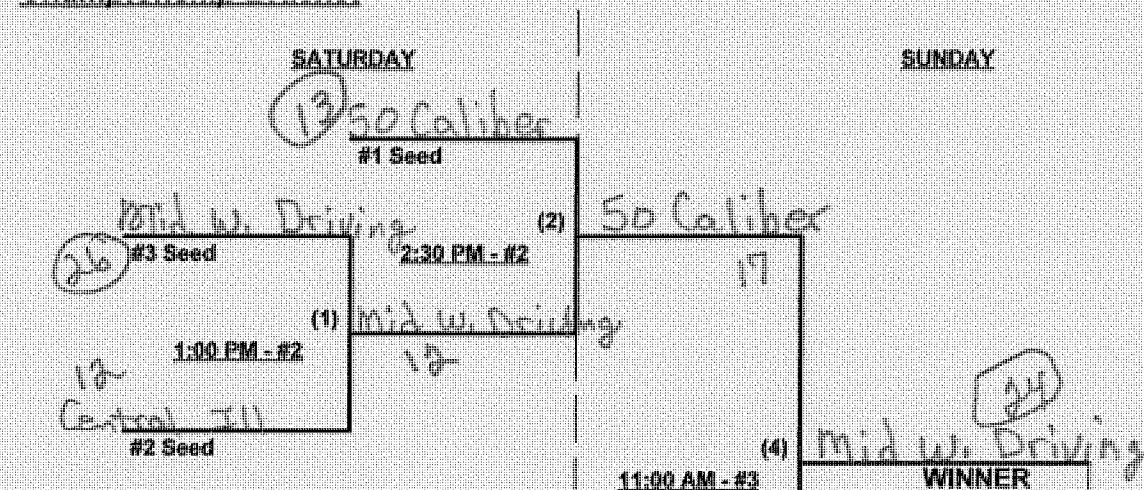 SATURDAY
SUNDAY
13 50 Caliber
#1 Seed
Mid W. Driving
(2) 50 Caliber
26 #3 Seed
2:30 PM - #2
17
(1) Mid W. Driving
1:00 PM - #2
12
12
Central Ill
#2 Seed
24
(4) Mid W. Driving
11:00 AM - #3
WINNER